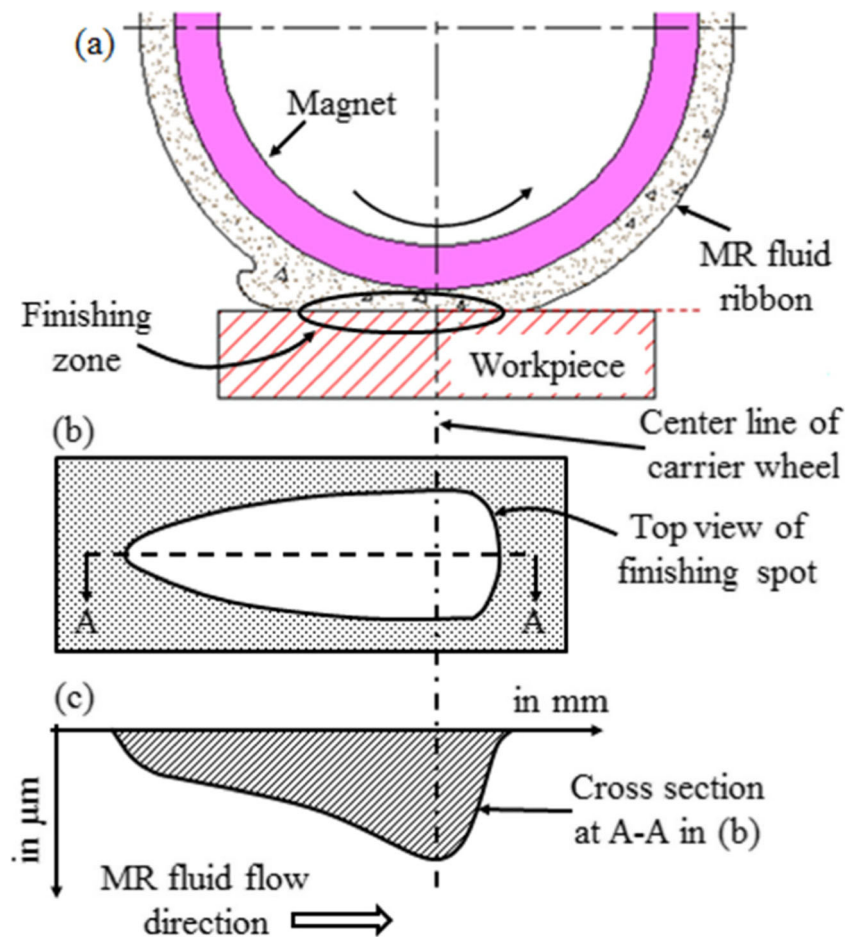 (a)
Magnet
MR fluid
ribbon
Finishing
zone
Workpiece
(b)
Center line of
carrier wheel
Top view of
finishing spot
A
A
(c)
in mm
in μm
Cross section
at A-A in (b)
MR fluid flow
direction